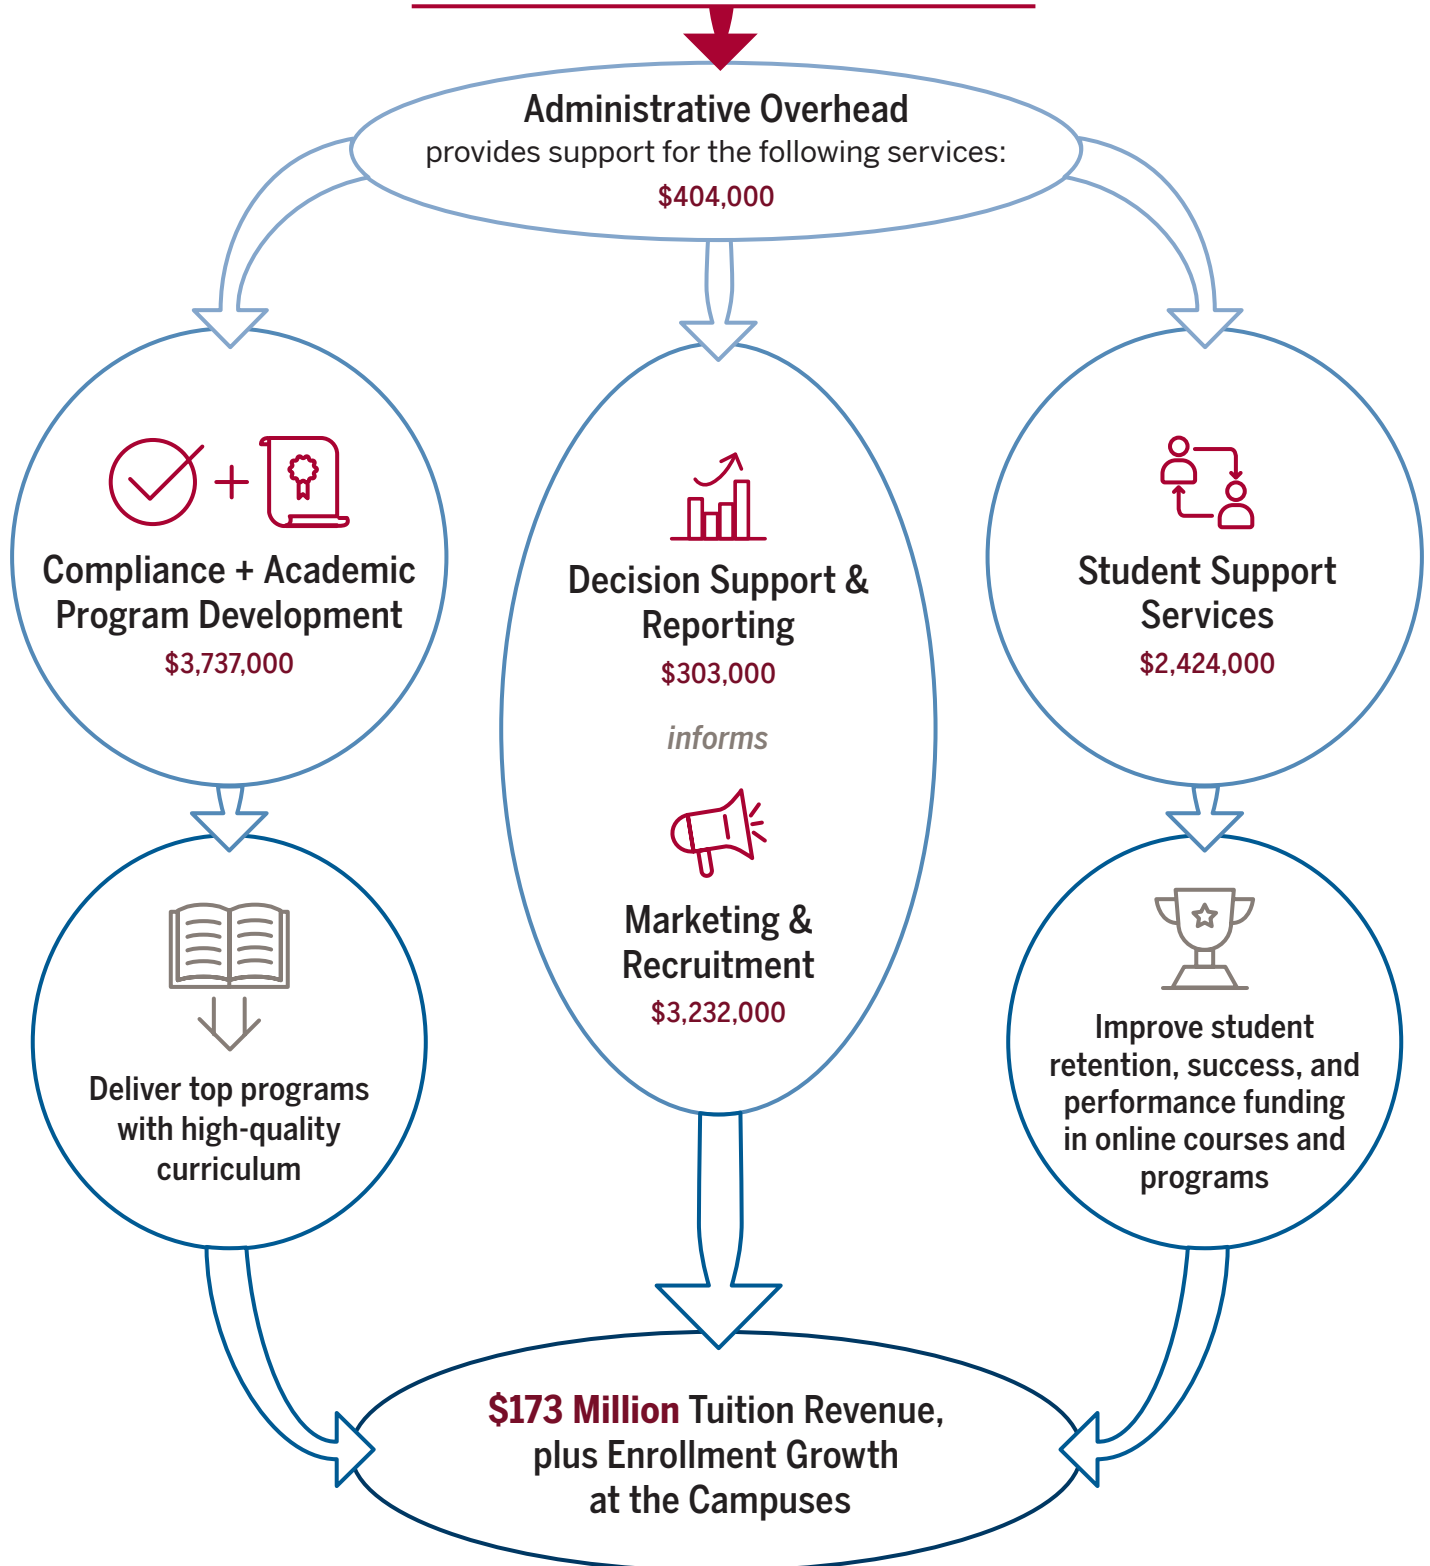 Administrative Overhead
provides support for the following services:
$404,000
Compliance + Academic
Program Development
$3,737,000
Decision Support &
Reporting
$303,000
informs
Marketing &
Recruitment
$3,232,000
Student Support
Services
$2,424,000
Deliver top programs
with high-quality
curriculum
Improve student
retention, success, and
performance funding
in online courses and
programs
$173 Million Tuition Revenue,
plus Enrollment Growth
at the Campuses